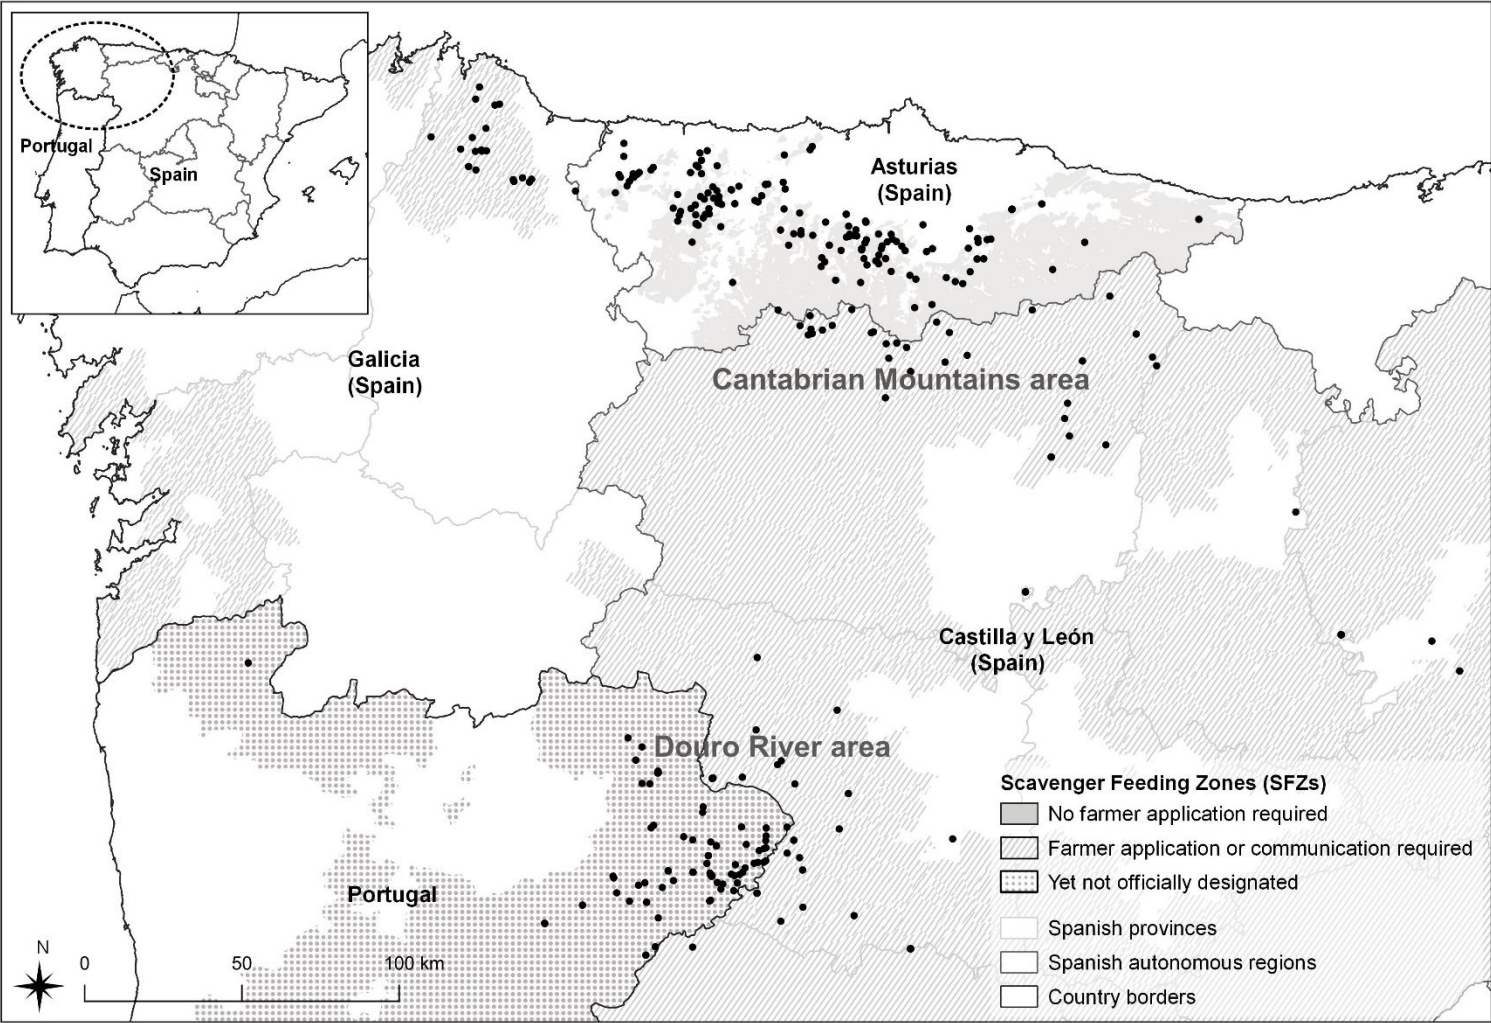 Portugal
Spain
Asturias
(Spain)
Galicia
(Spain)
Cantabrian Mountains area
Castilla y León
(Spain)
Douro River area
Portugal
N
0 50 100 km
Scavenger Feeding Zones (SFZs)
No farmer application required
Farmer application or communication required
Yet not officially designated
Spanish provinces
Spanish autonomous regions
Country borders